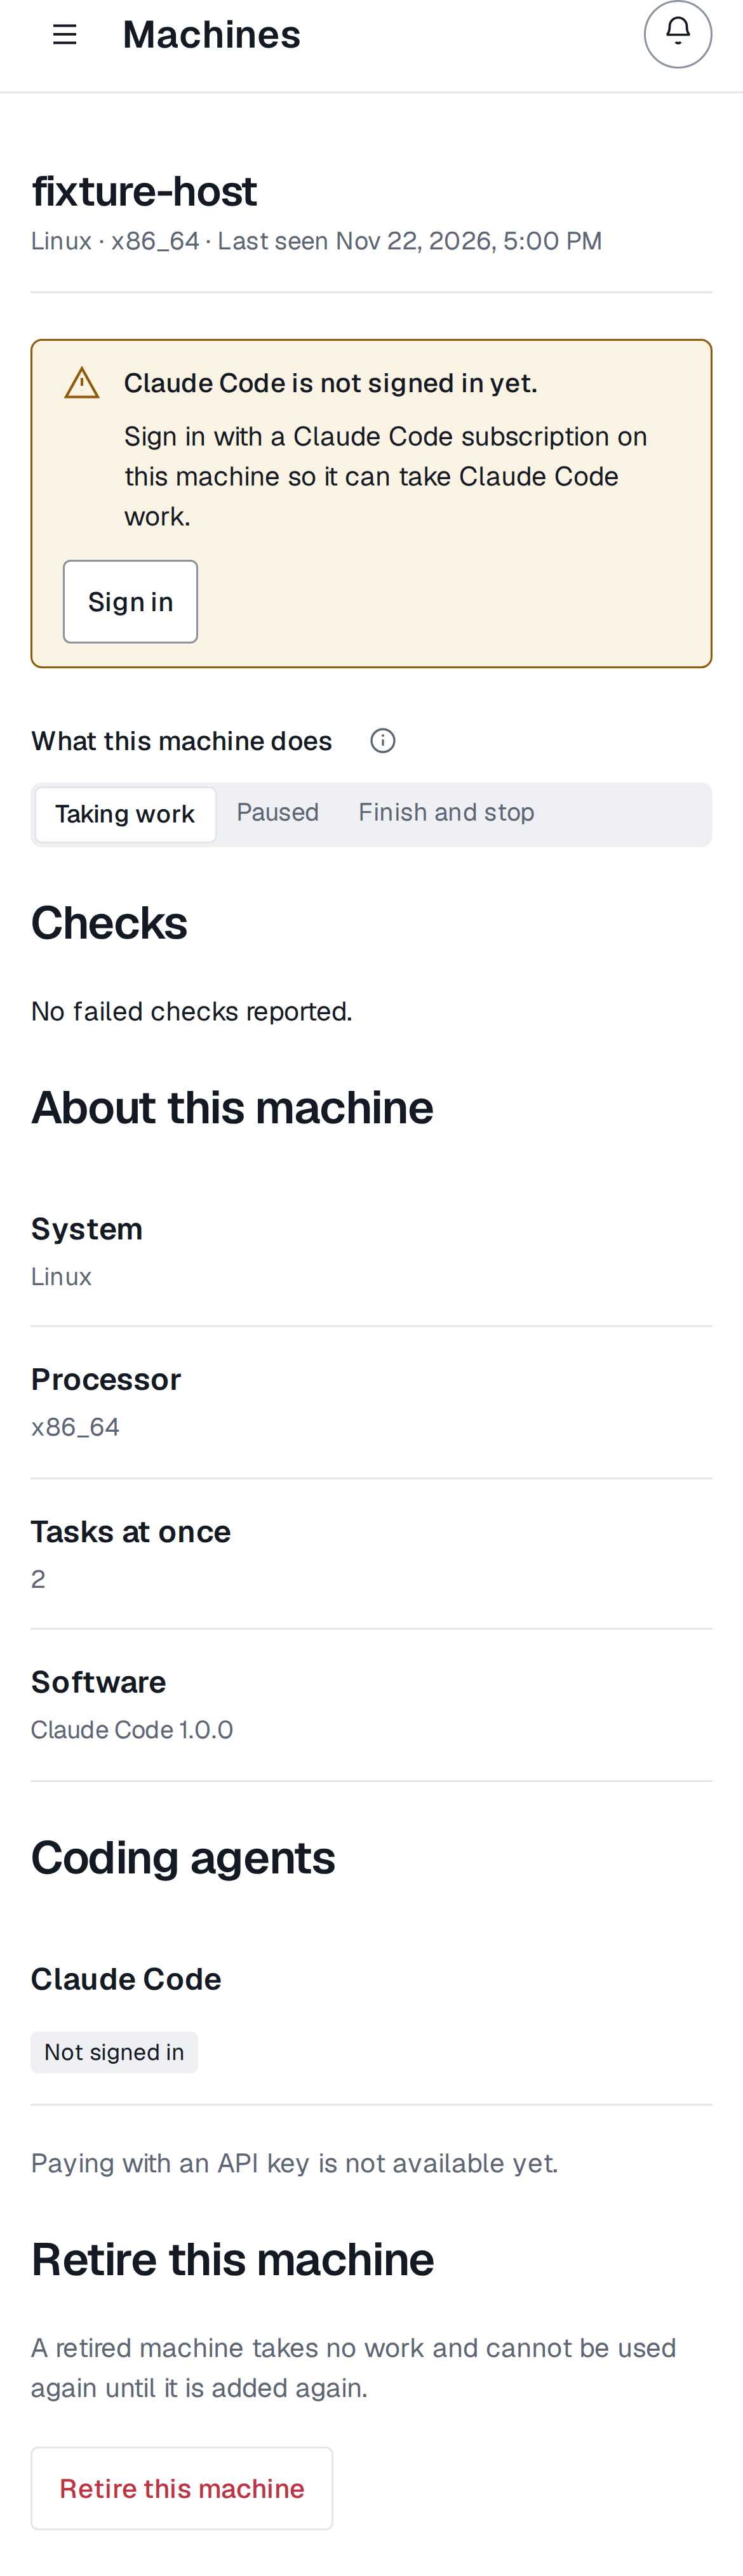 Machines
fixture-host
Linux · x86_64 · Last seen Nov 22, 2026, 5:00 PM
Claude Code is not signed in yet.
Sign in with a Claude Code subscription on
this machine so it can take Claude Code
work.
Sign in
What this machine does
Taking work Paused Finish and stop
Checks
No failed checks reported.
About this machine
System
Linux
Processor
x86_64
Tasks at once
2
Software
Claude Code 1.0.0
Coding agents
Claude Code
Not signed in
Paying with an API key is not available yet.
Retire this machine
A retired machine takes no work and cannot be used
again until it is added again.
Retire this machine